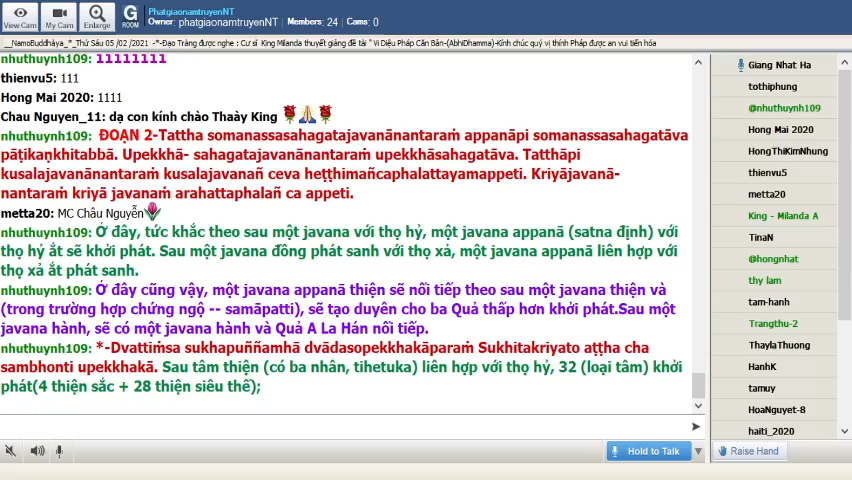 Phatgiaonamtruyen​NT
Owner: phatgiaonamtruyenNT Members: 24 Cams: 0
View Cam
My Cam
Enlarge
G
ROOM
__NamoBuddhàya_*_Thứ Sáu 05 /02 /2021 -*-Đạo Tràng được nghe : Cư sĩ King Milanda thuyết giảng đề tài " Vi Diệu Pháp Căn Bản-(AbhiDhamma)-Kính chúc quý vị thính Pháp được an vui tiến hóa
nhuthuynh109: 11111111
thienvu5: 111
Hong Mai 2020: 1111
Chau Nguyen_11: dạ con kính chào Thaày King
nhuthuynh109: ĐOẠN 2-Tattha somanassasahagatajavanānantaraṁ appanāpi somanassasahagatāva
pāṭikaṇkhitabbā. Upekkhā- sahagatajavanānantaraṁ upekkhāsahagatāva. Tatthāpi
kusalajavanānantaraṁ kusalajavanañ ceva heṭṭhimañcaphalattayamappeti. Kriyājavanā-
nantaraṁ kriyā javanaṁ arahattaphalañ ca appeti.
metta20: MC Châu Nguyễn
nhuthuynh109: Ở đây, tức khắc theo sau một javana với thọ hỷ, một javana appanā (satna định) với
thọ hỷ ắt sẽ khởi phát. Sau một javana đồng phát sanh với thọ xả, một javana appanā liên hợp với
thọ xả ắt phát sanh.
nhuthuynh109: Ở đây cũng vậy, một javana appanā thiện sẽ nối tiếp theo sau một javana thiện và
(trong trường hợp chứng ngộ -- samāpatti), sẽ tạo duyên cho ba Quả thấp hơn khởi phát.Sau một
javana hành, sẽ có một javana hành và Quả A La Hán nối tiếp.
nhuthuynh109: *-Dvattiṁsa sukhapuññamhā dvādasopekkhakāparaṁ Sukhitakriyato aṭṭha cha
sambhonti upekkhakā. Sau tâm thiện (có ba nhân, tihetuka) liên hợp với thọ hỷ, 32 (loại tâm) khởi
phát(4 thiện sắc + 28 thiện siêu thế);
Hold to Talk
Giang Nhat Ha
tothiphung
@nhuthuynh109
Hong Mai 2020
HongThiKimNhung
thienvu5
metta20
King - Milanda A
TinaN
@hongnhat
thy lam
tam-hanh
Trangthu-2
ThaylaThuong
HanhK
tamuy
HoaNguyet-8
haiti_2020
Raise Hand